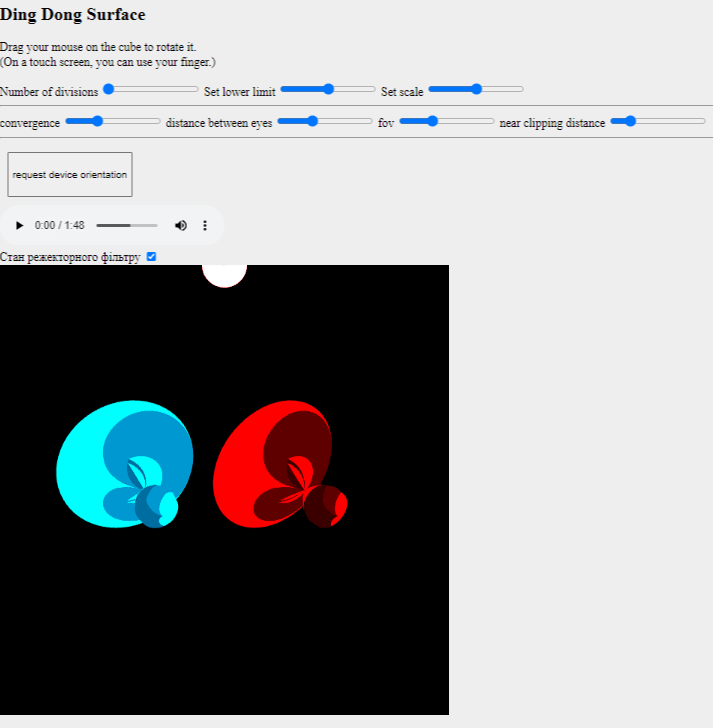 Ding Dong Surface
Drag your mouse on the cube to rotate it.
(On a touch screen, you can use your finger.)
Number of divisions Set lower limit Set scale
convergence distance between eyes fov near clipping distance
request device orientation
0:00 / 1:48
Стан режекторного фільтру